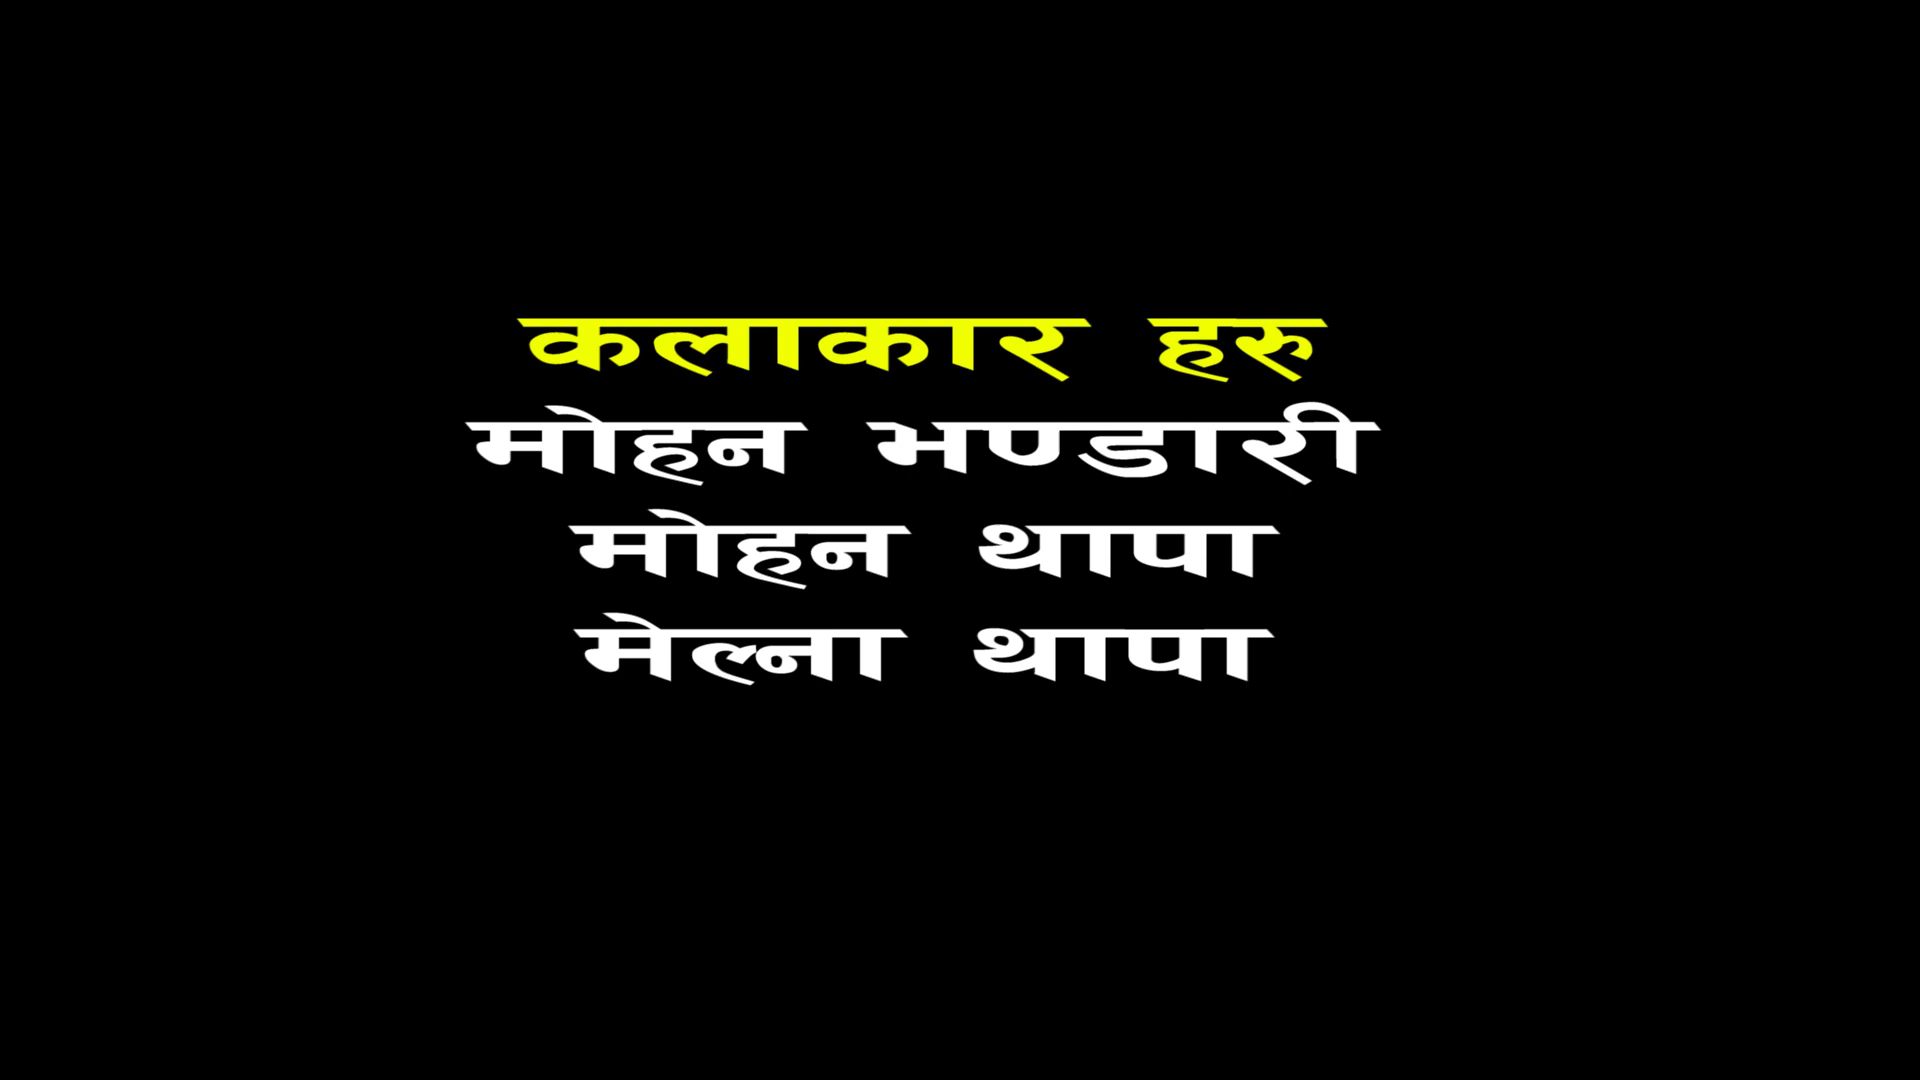 कलाकार हरु
मोहन भण्डारी
मोहन थापा
मेल्ना थापा